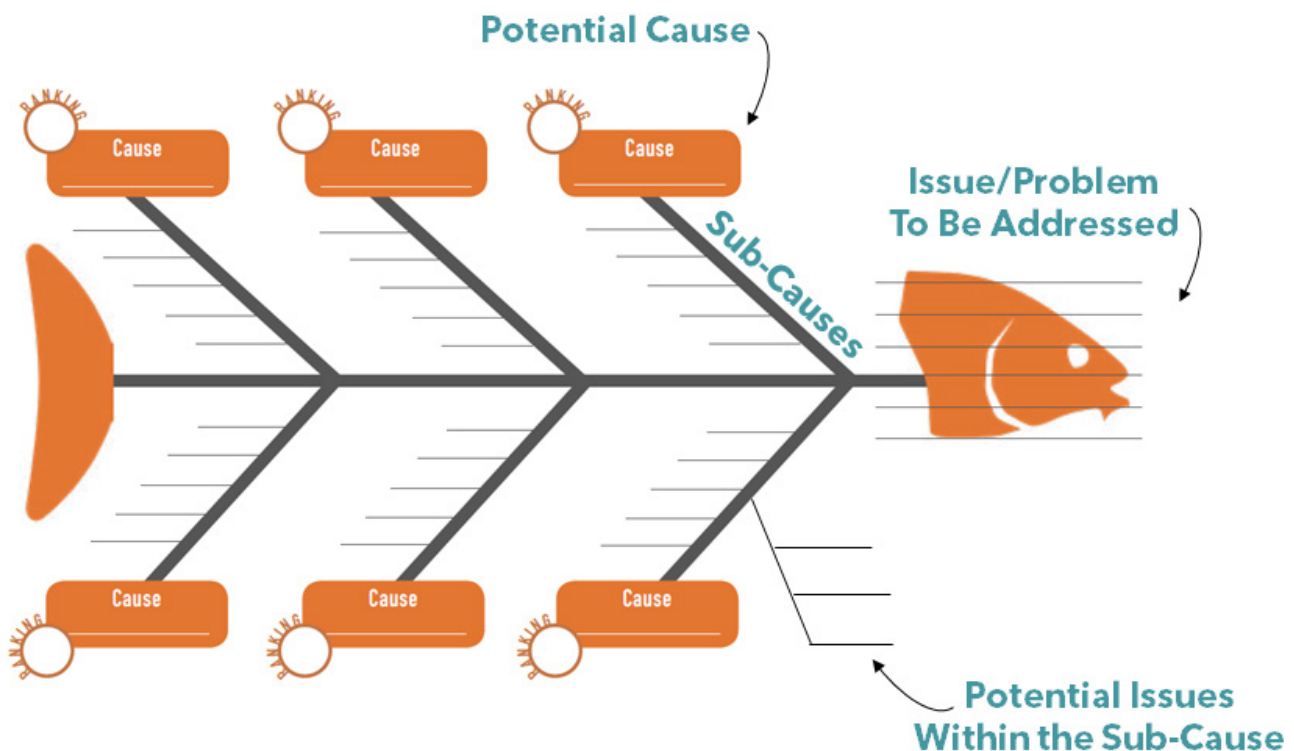 Potential Cause
RANKING
RANKING
RANKING
Cause
Cause
Cause
Issue/Problem
To Be Addressed
Sub-Causes
Cause
Cause
Cause
RANKING
RANKING
RANKING
Potential Issues
Within the Sub-Cause